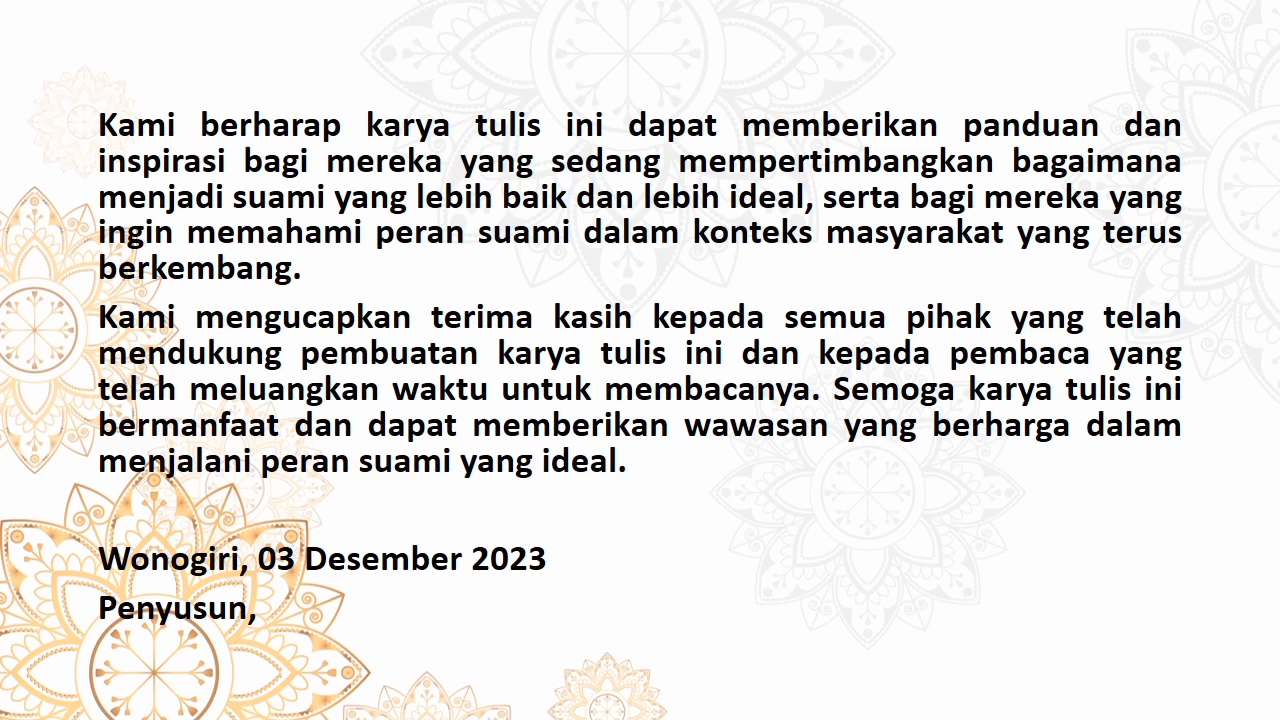 Kami berharap karya tulis ini dapat memberikan panduan dan
inspirasi bagi mereka yang sedang mempertimbangkan bagaimana
menjadi suami yang lebih baik dan lebih ideal, serta bagi mereka yang
ingin memahami peran suami dalam konteks masyarakat yang terus
berkembang.
Kami mengucapkan terima kasih kepada semua pihak yang telah
mendukung pembuatan karya tulis ini dan kepada pembaca yang
telah meluangkan waktu untuk membacanya. Semoga karya tulis ini
bermanfaat dan dapat memberikan wawasan yang berharga dalam
menjalani peran suami yang ideal.
Wonogiri, 03 Desember 2023
Penyusun,